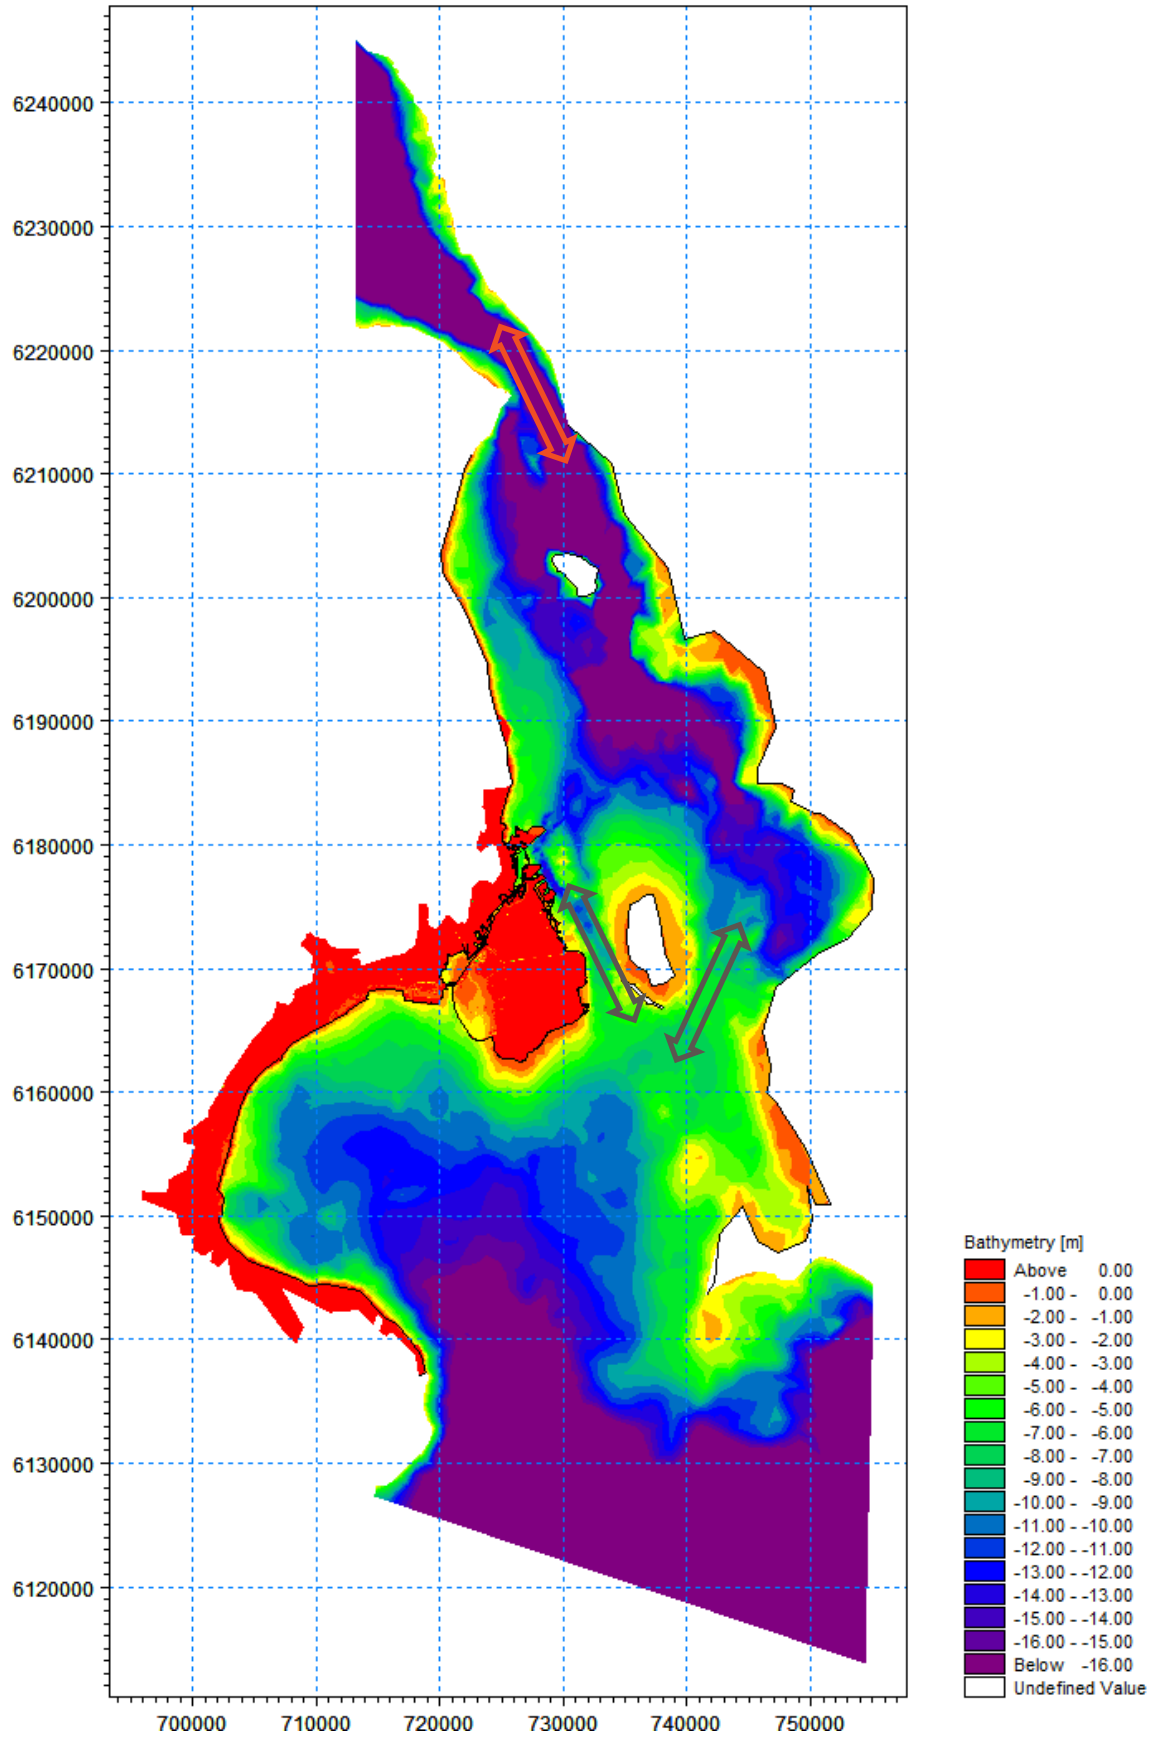 6240000
6230000
6220000
6210000
6200000
6190000
6180000
6170000
6160000
6150000
6140000
6130000
6120000
700000 710000 720000 730000 740000 750000
Bathymetry [m]
Above 0.00
-1.00 - 0.00
-2.00 - -1.00
-3.00 - -2.00
-4.00 - -3.00
-5.00 - -4.00
-6.00 - -5.00
-7.00 - -6.00
-8.00 - -7.00
-9.00 - -8.00
-10.00 - -9.00
-11.00 - -10.00
-12.00 - -11.00
-13.00 - -12.00
-14.00 - -13.00
-15.00 - -14.00
-16.00 - -15.00
Below -16.00
Undefined Value